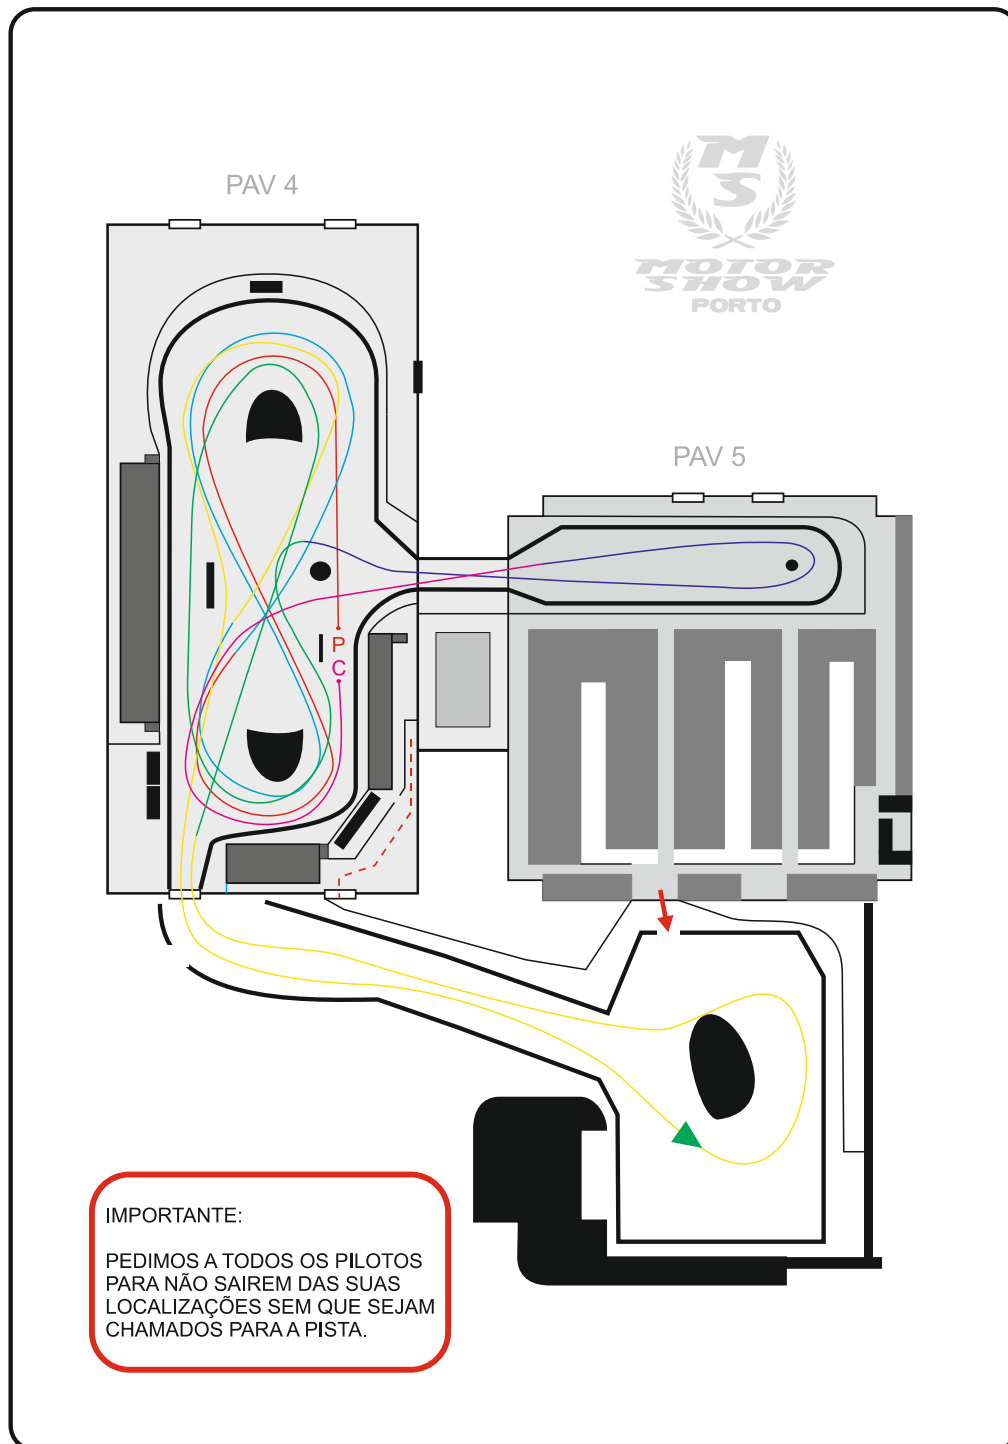 PAV 4
MS
MOTOR
SHOW
PORTO
PAV 5
P
C
IMPORTANTE:
PEDIMOS A TODOS OS PILOTOS
PARA NÃO SAIREM DAS SUAS
LOCALIZAÇÕES SEM QUE SEJAM
CHAMADOS PARA A PISTA.